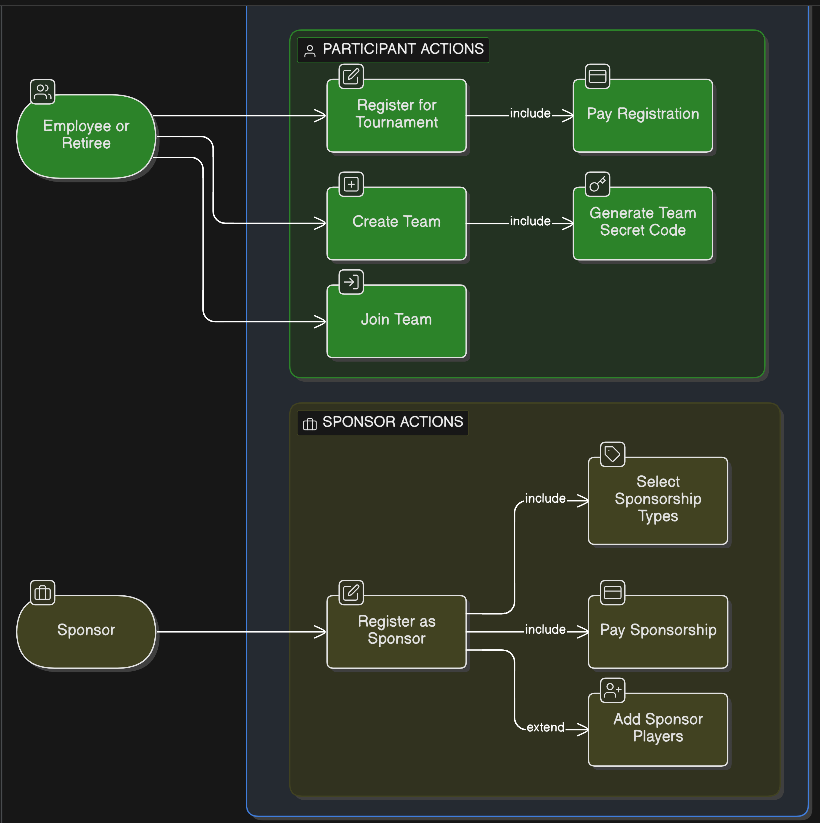 PARTICIPANT ACTIONS
Employee or
Retiree
Register for
Tournament
include
Pay Registration
Create Team
include
Generate Team
Secret Code
Join Team
SPONSOR ACTIONS
include
Select
Sponsorship
Types
Sponsor
Register as
Sponsor
include
Pay Sponsorship
extend
Add Sponsor
Players